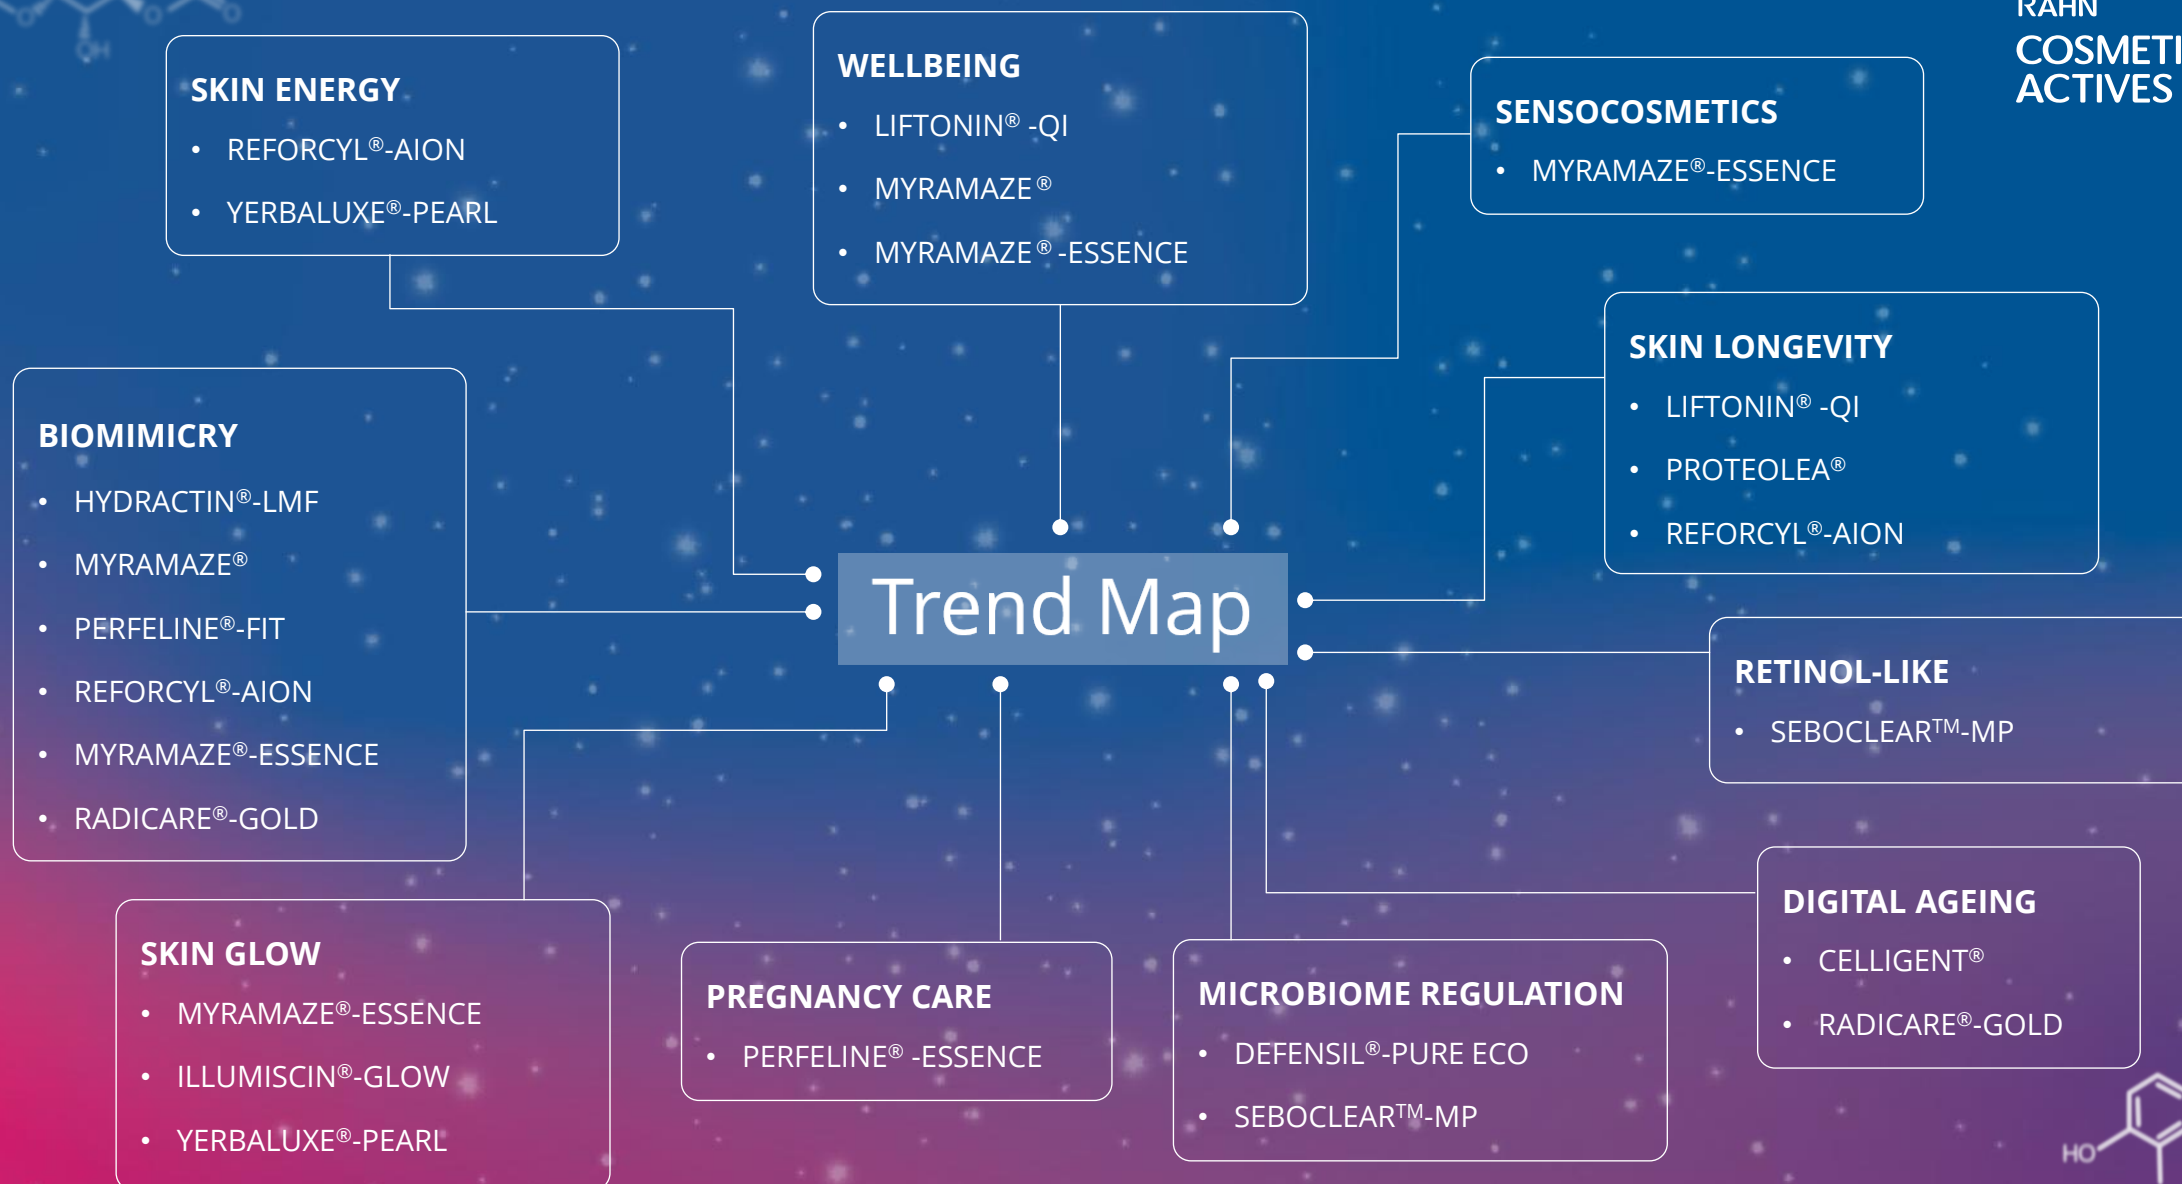 RAHN
COSMETI
ACTIVES
SKIN ENERGY
• REFORCYL®-AION
• YERBALUXE®-PEARL
WELLBEING
• LIFTONIN® -QI
• MYRAMAZE®
• MYRAMAZE®-ESSENCE
SENSOCOSMETICS
• MYRAMAZE®-ESSENCE
SKIN LONGEVITY
• LIFTONIN® -QI
• PROTEOLEA®
• REFORCYL®-AION
BIOMIMICRY
• HYDRACTIN®-LMF
• MYRAMAZE®
• PERFELINE®-FIT
• REFORCYL®-AION
• MYRAMAZE®-ESSENCE
• RADICARE®-GOLD
Trend Map
RETINOL-LIKE
• SEBOCLEAR™-MP
DIGITAL AGEING
• CELLIGENT®
• RADICARE®-GOLD
SKIN GLOW
• MYRAMAZE®-ESSENCE
• ILLUMISCIN®-GLOW
• YERBALUXE®-PEARL
PREGNANCY CARE
• PERFELINE® -ESSENCE
MICROBIOME REGULATION
• DEFENSIL®-PURE ECO
• SEBOCLEAR™-MP
O
O
O
OH
HO